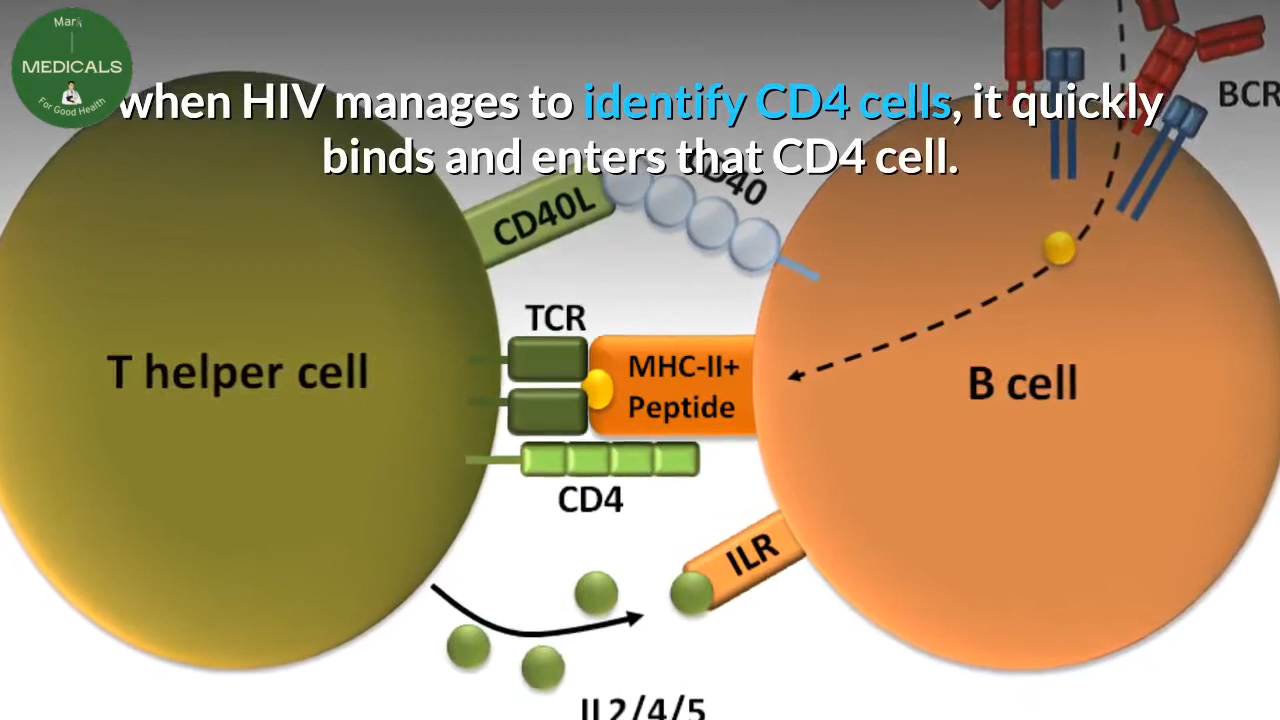 Mark
MEDICALS
For Good Health
when HIV manages to identify CD4 cells, it quickly
binds and enters that CD4 cell.
BCR
CD40
CD40L
TCR
MHC-II+
Peptide
T helper cell
B cell
CD4
ILR
IL2/4/5